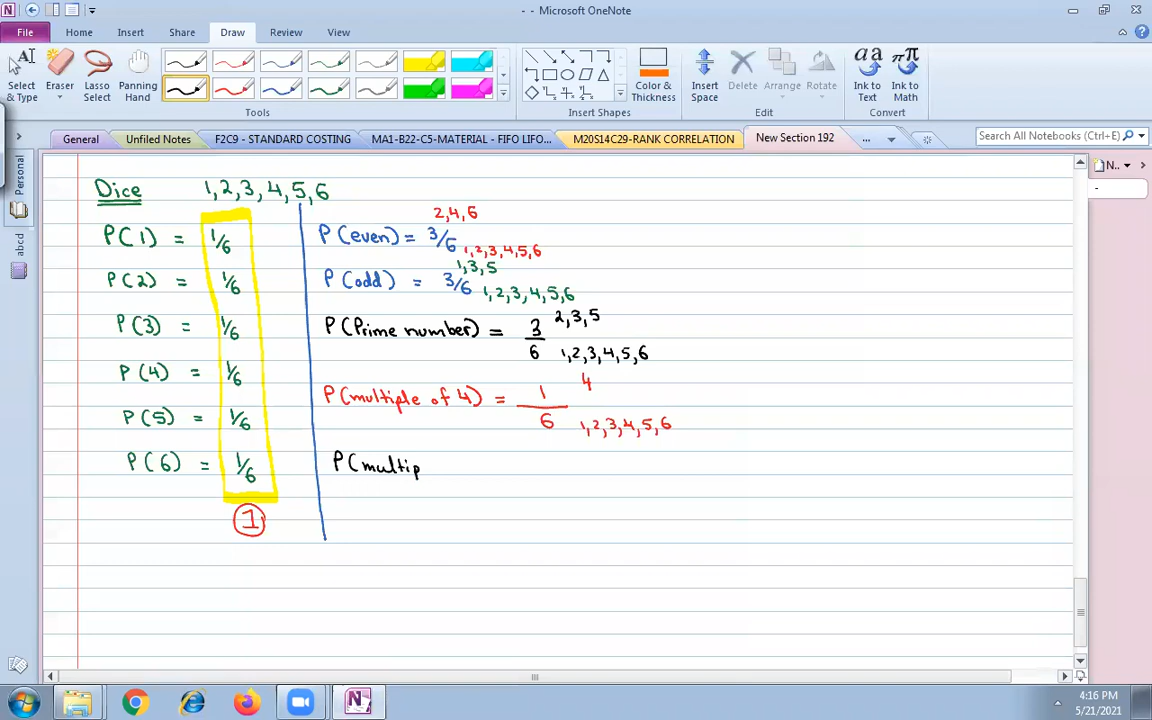 - - Microsoft OneNote
File Home Insert Share Draw Review View
Select & Type
Eraser
Lasso Select
Panning Hand
Color & Thickness
Insert Space
Delete
Arrange
Rotate
Ink to Text
Ink to Math
Tools
Insert Shapes
Edit
Convert
General
Unfiled Notes
F2C9 - STANDARD COSTING
MA1-B22-C5-MATERIAL - FIFO LIFO...
M20S14C29-RANK CORRELATION
New Section 192
...
Search All Notebooks (Ctrl+E)
N...
-
Personal
abcd
Dice 1,2,3,4,5,6
P(1) = 1/6
P(2) = 1/6
P(3) = 1/6
P(4) = 1/6
P(5) = 1/6
P(6) = 1/6
1
2,4,6
P(even) = 3/6 1,2,3,4,5,6
1,3,5
P(odd) = 3/6 1,2,3,4,5,6
P(Prime number) = 3 2,3,5
6 1,2,3,4,5,6
P(multiple of 4) = 1 4
6 1,2,3,4,5,6
P(multip
4:16 PM
5/21/2021